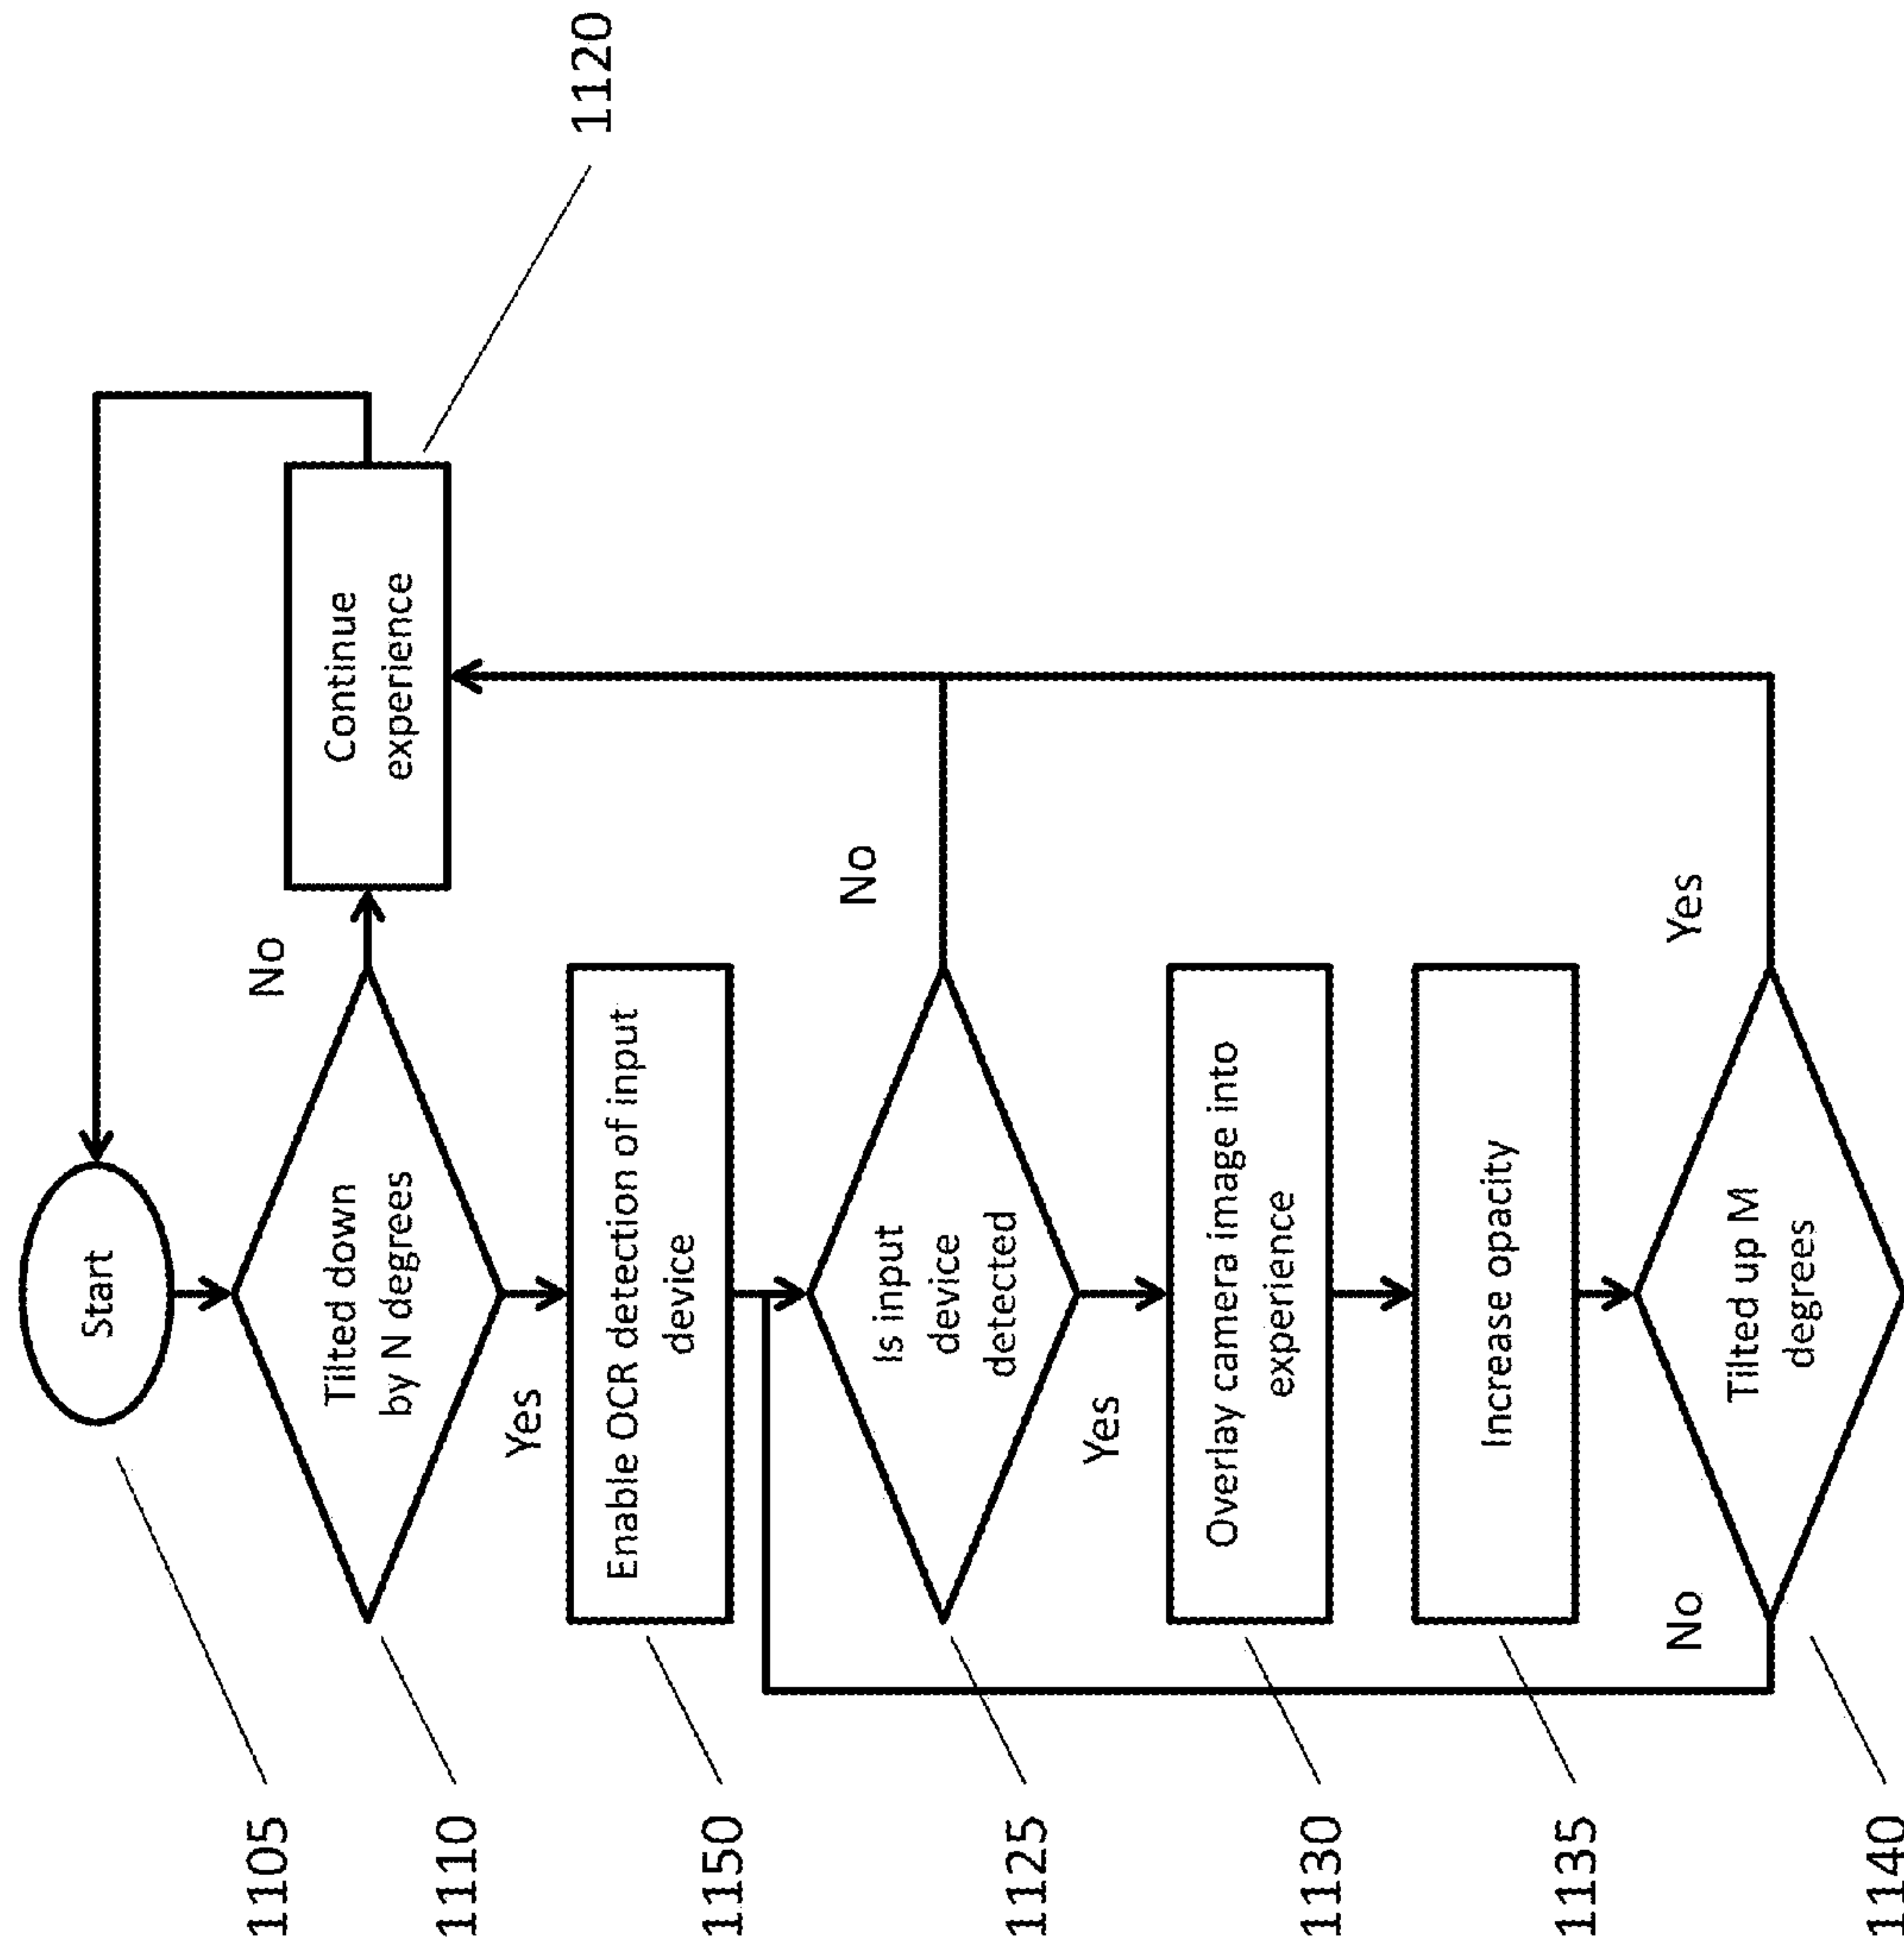 Start
1105
Tilted down
by N degrees
1110
No
Continue
experience
1120
Yes
Enable OCR detection of input
device
1150
Is input
device
detected
1125
No
Yes
Overlay camera image into
experience
1130
Increase opacity
1135
Tilted up M
degrees
No
Yes
1140